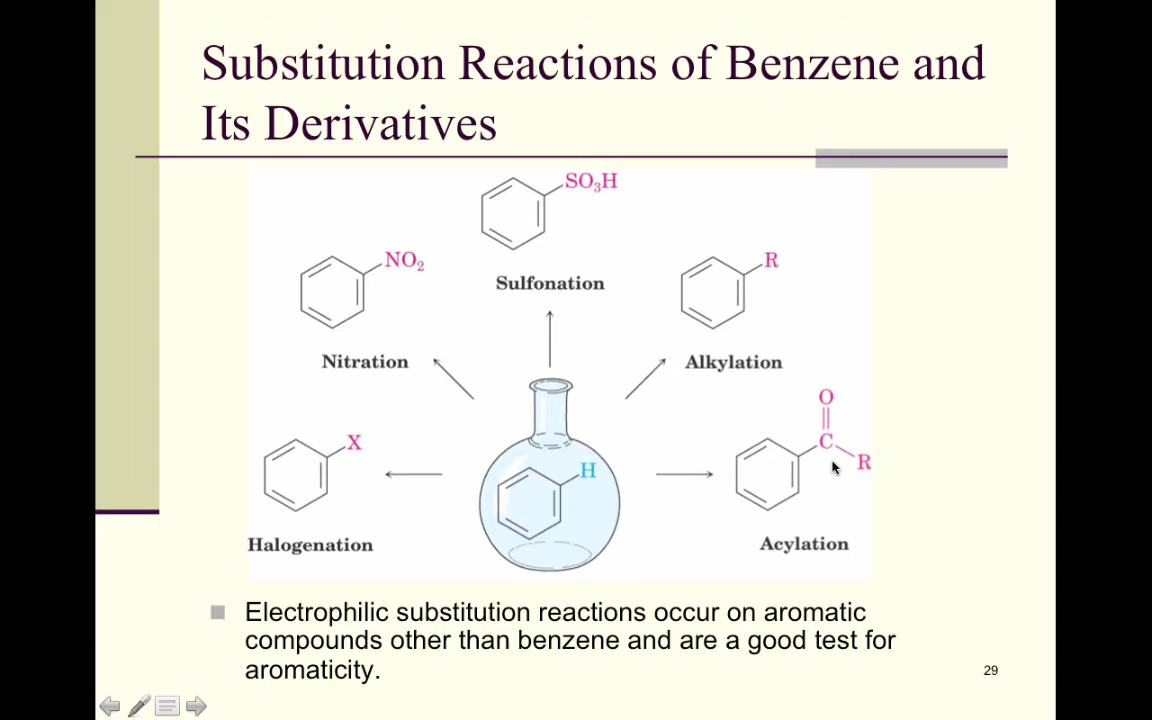 Substitution Reactions of Benzene and
Its Derivatives
SO₃H
NO₂
R
Sulfonation
Nitration
Alkylation
O
X
C
R
H
Halogenation
Acylation
Electrophilic substitution reactions occur on aromatic
compounds other than benzene and are a good test for
aromaticity.
29